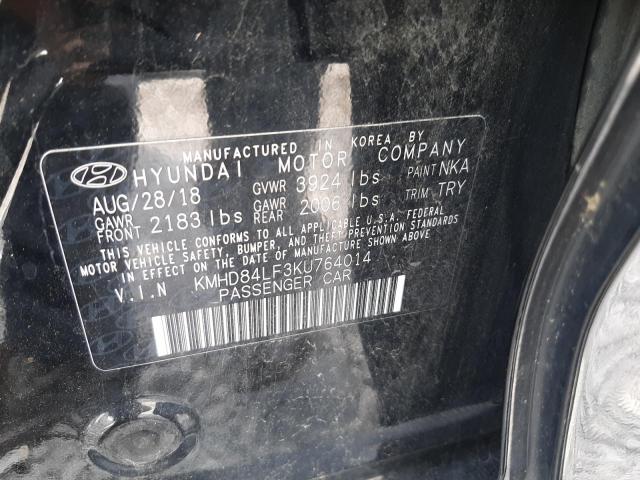 MANUFACTURED IN KOREA BY
HYUNDAI MOTOR COMPANY
AUG/28/18 GVWR 3924 lbs PAINT NKA
GAWR FRONT 2183 lbs GAWR REAR 2006 lbs TRIM TRY
THIS VEHICLE CONFORMS TO ALL APPLICABLE U.S.A. FEDERAL
MOTOR VEHICLE SAFETY, BUMPER, AND THEFT PREVENTION STANDARDS
IN EFFECT ON THE DATE OF MANUFACTURE SHOWN ABOVE.
V.I.N KMHD84LF3KU764014
PASSENGER CAR